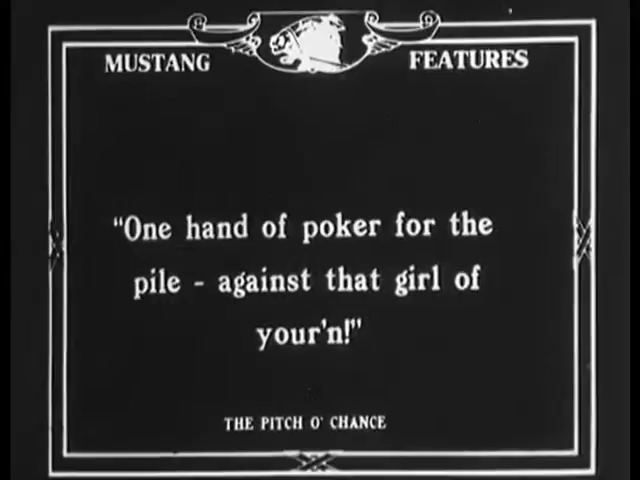 MUSTANG FEATURES
"One hand of poker for the
pile - against that girl of
your'n!"
THE PITCH O' CHANCE